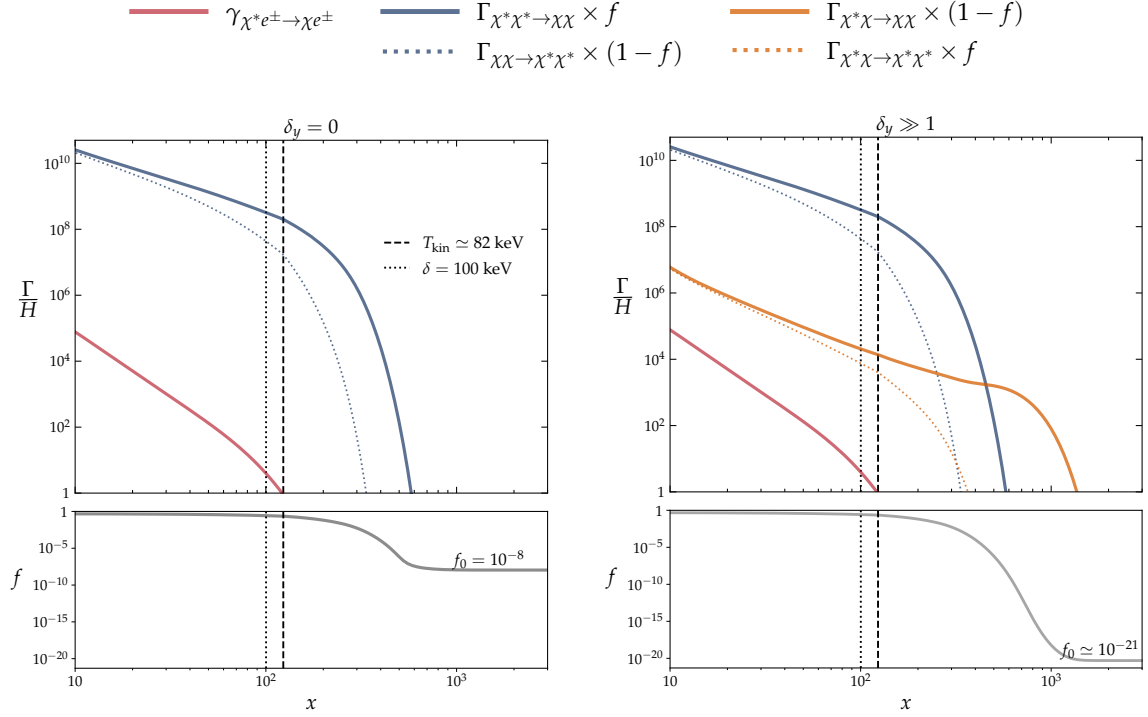 γ_{χ* e±→χ e±} Γ_{χ*χ*→χχ} × f Γ_{χ*χ→χχ} × (1 − f)
Γ_{χχ→χ*χ*} × (1 − f) Γ_{χ*χ→χ*χ*} × f
δ_y = 0
δ_y ≫ 1
Γ/H
10^10
10^8
10^6
10^4
10^2
1
T_kin ≃ 82 keV
δ = 100 keV
Γ/H
10^10
10^8
10^6
10^4
10^2
1
f
1
10^−5
10^−10
10^−15
10^−20
f_0 = 10^−8
10 10^2 10^3
x
f
1
10^−5
10^−10
10^−15
10^−20
f_0 ≃ 10^−21
10 10^2 10^3
x